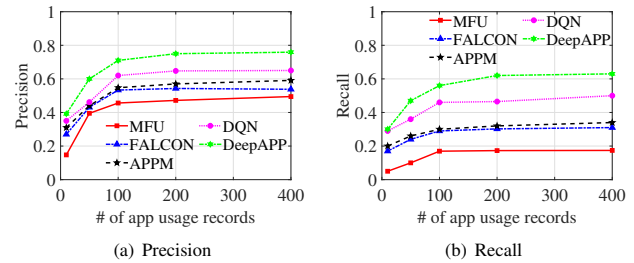 1
0.8
0.6
0.4
0.2
0
Precision
MFU
FALCON
APPM
DQN
DeepAPP
0 100 200 300 400
# of app usage records
(a) Precision
MFU
FALCON
APPM
DQN
DeepAPP
1
0.8
0.6
0.4
0.2
0
Recall
0 100 200 300 400
# of app usage records
(b) Recall